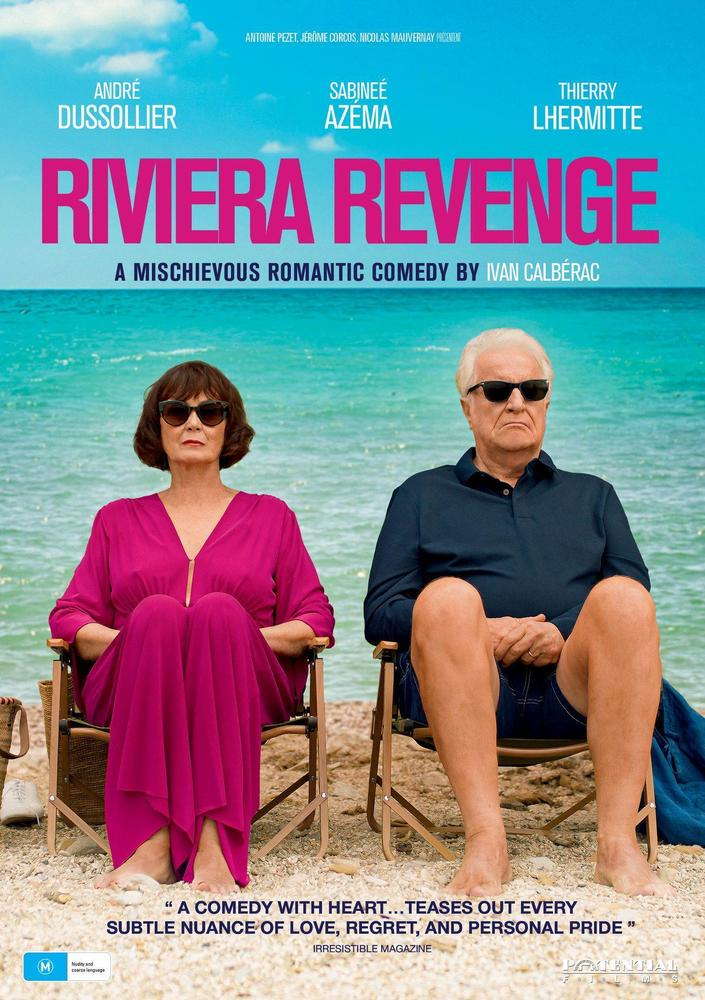 ANTOINE PEZET, JÉRÔME CORCOS, NICOLAS MAUVERNAY PRÉSENTENT
ANDRÉ DUSSOLLIER
SABINEÉ AZÉMA
THIERRY LHERMITTE
RIVIERA REVENGE
A MISCHIEVOUS ROMANTIC COMEDY BY IVAN CALBÉRAC
“ A COMEDY WITH HEART...TEASES OUT EVERY
SUBTLE NUANCE OF LOVE, REGRET, AND PERSONAL PRIDE ”
IRRESISTIBLE MAGAZINE
M
Nudity and
coarse language
POTENTIAL
FILMS